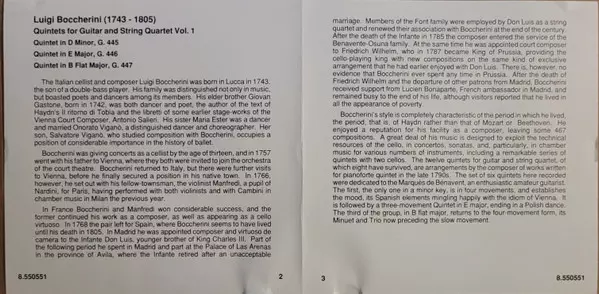 Luigi Boccherini (1743 - 1805)
Quintets for Guitar and String Quartet Vol. 1
Quintet in D Minor, G. 445
Quintet in E Major, G. 446
Quintet in B Flat Major, G. 447
The Italian cellist and composer Luigi Boccherini was born in Lucca in 1743,
the son of a double-bass player. His family was distinguished not only in music,
but boasted poets and dancers among its members. His elder brother Giovan
Gastone, born in 1742, was both dancer and poet, the author of the text of
Haydn's Il ritorno di Tobia and the libretti of some earlier stage-works of the
Vienna Court Composer, Antonio Salieri. His sister Maria Ester was a dancer
and married Onorato Viganò, a distinguished dancer and choreographer. Her
son, Salvatore Viganò, who studied composition with Boccherini, occupies a
position of considerable importance in the history of ballet.
Boccherini was giving concerts as a cellist by the age of thirteen, and in 1757
went with his father to Vienna, where they both were invited to join the orchestra
of the court theatre. Boccherini returned to Italy, but there were further visits
to Vienna, before he finally secured a position in his native town. In 1766,
however, he set out with his fellow-townsman, the violinist Manfredi, a pupil of
Nardini, for Paris, having performed with both violinists and with Cambini in
chamber music in Milan the previous year.
In France Boccherini and Manfredi won considerable success, and the
former continued his work as a composer, as well as appearing as a cello
virtuoso. In 1768 the pair left for Spain, where Boccherini seems to have lived
until his death in 1805. In Madrid he was appointed composer and virtuoso de
camera to the Infante Don Luis, younger brother of King Charles III. Part of
the following period he spent in Madrid and part at the Palace of Las Arenas
in the province of Avila, where the Infante retired after an unacceptable
8.550551
2
marriage. Members of the Font family were employed by Don Luis as a string
quartet and renewed their association with Boccherini at the end of the century.
After the death of the Infante in 1785 the composer entered the service of the
Benavente-Osuna family. At the same time he was appointed court composer
to Friedrich Wilhelm, who in 1787 became King of Prussia, providing the
cello-playing king with new compositions on the same kind of exclusive
arrangement that he had earlier enjoyed with Don Luis. There is, however, no
evidence that Boccherini ever spent any time in Prussia. After the death of
Friedrich Wilhelm and the departure of other patrons from Madrid, Boccherini
received support from Lucien Bonaparte, French ambassador in Madrid, and
remained busy to the end of his life, although visitors reported that he lived in
all the appearance of poverty.
Boccherini's style is completely characteristic of the period in which he lived,
the period, that is, of Haydn rather than that of Mozart or Beethoven. He
enjoyed a reputation for his facility as a composer, leaving some 467
compositions. A great deal of his music is designed to exploit the technical
resources of the cello, in concertos, sonatas, and, particularly, in chamber
music for various numbers of instruments, including a remarkable series of
quintets with two cellos. The twelve quintets for guitar and string quartet, of
which eight have survived, are arrangements by the composer of works written
for pianoforte quintet in the late 1790s. The set of six quintets here recorded
were dedicated to the Marquès de Benavent, an enthusiastic amateur guitarist.
The first, the only one in a minor key, is in four movements, and establishes
the mood, its Spanish elements mingling happily with the idiom of Vienna. It
is followed by a three-movement Quintet in E major, ending in a Polish dance.
The third of the group, in B flat major, returns to the four movement form, its
Minuet and Trio now preceding the slow movement.
3
8.550551